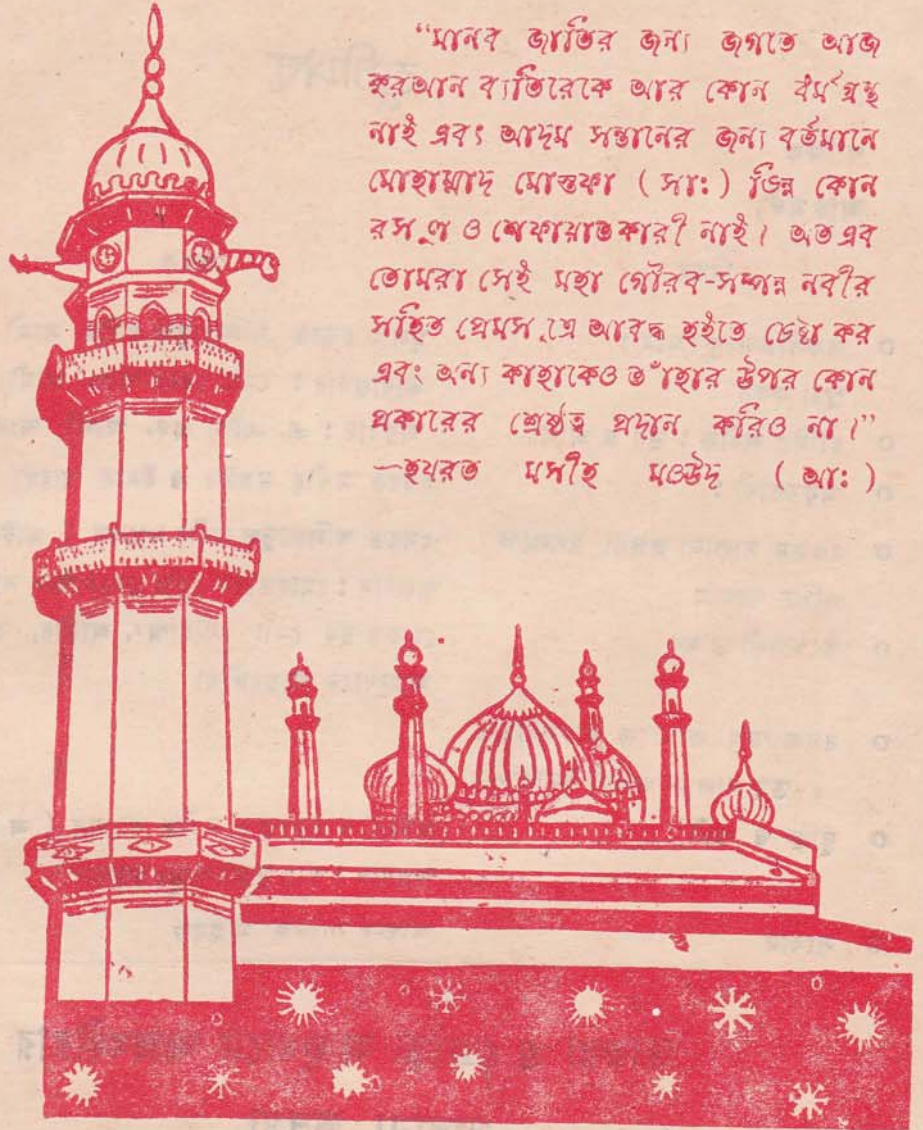 “মানব জাতির জন্য জগতে আজ
কুরআন ব্যতিরেকে আর কোন ধর্মগ্রন্থ
নাই এবং আদম সন্তানের জন্য বর্তমানে
মোহাম্মাদ মোস্তফা ( সাঃ ) ভিন্ন কোন
রসূল ও শেফায়াতকারী নাই। অতএব
তোমরা সেই মহা গৌরব-সম্পন্ন নবীর
সহিত প্রেমসূত্রে আবদ্ধ হইতে চেষ্টা কর
এবং অন্য কাহাকেও তাঁহার উপর কোন
প্রকারের শ্রেষ্ঠত্ব প্রদান করিও না।”
—হযরত মসীহ মওউদ ( আঃ )